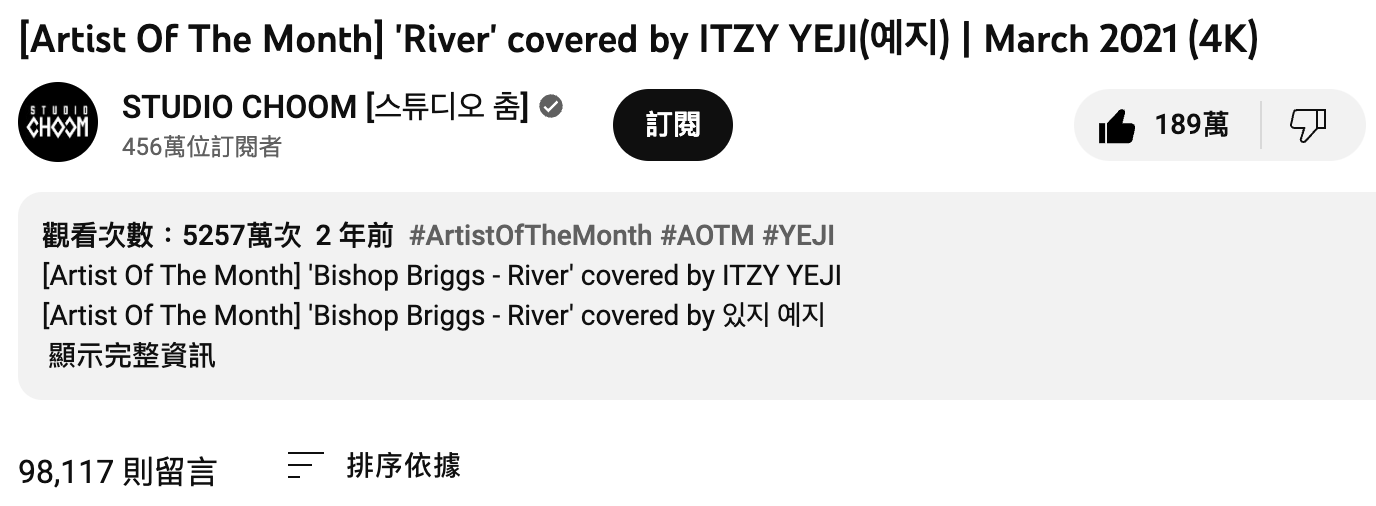 [Artist Of The Month] 'River' covered by ITZY YEJI(예지) | March 2021 (4K)
STUDIO CHOOM
STUDIO CHOOM [스튜디오 춤]
456萬位訂閱者
訂閱
189萬
觀看次數：5257萬次 2 年前 #ArtistOfTheMonth #AOTM #YEJI
[Artist Of The Month] 'Bishop Briggs - River' covered by ITZY YEJI
[Artist Of The Month] 'Bishop Briggs - River' covered by 있지 예지
顯示完整資訊
98,117 則留言 排序依據